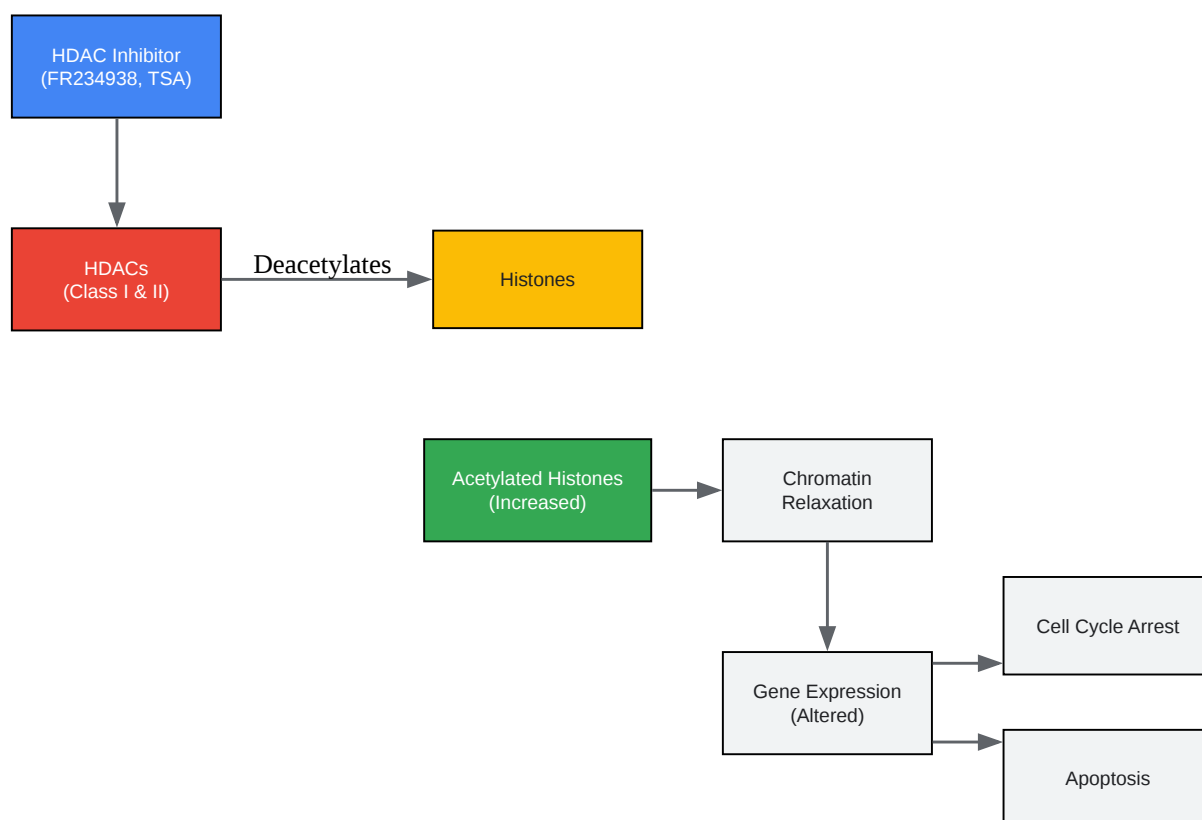 HDAC Inhibitor
(FR234938, TSA)
HDACs
(Class I & II)
Deacetylates
Histones
Acetylated Histones
(Increased)
Chromatin
Relaxation
Gene Expression
(Altered)
Cell Cycle Arrest
Apoptosis